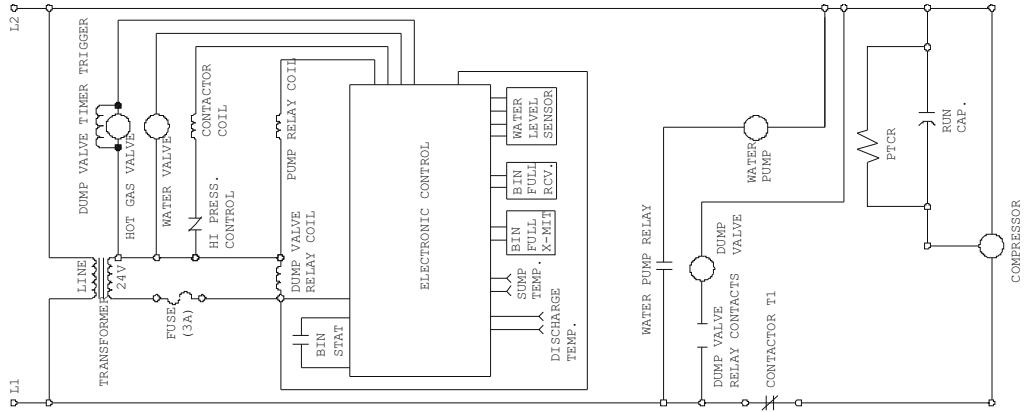 L2
L1
DUMP VALVE TIMER TRIGGER
HOT GAS VALVE
WATER VALVE
CONTACTOR
COIL
HI PRESS.
CONTROL
PUMP RELAY COIL
DUMP VALVE
RELAY COIL
LINE
24V
TRANSFORMER
FUSE
(3A)
BIN
STAT
ELECTRONIC CONTROL
WATER
LEVEL
SENSOR
BIN
FULL
RCV.
BIN
FULL
X-MIT
SUMP
TEMP.
DISCHARGE
TEMP.
WATER PUMP RELAY
WATER
PUMP
DUMP
VALVE
DUMP VALVE
RELAY CONTACTS
CONTACTOR T1
PTCR
RUN
CAP.
COMPRESSOR